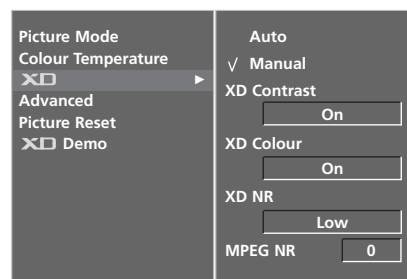 Picture Mode
Colour Temperature
XD
Advanced
Picture Reset
XD Demo
Auto
√ Manual
XD Contrast
On
XD Colour
On
XD NR
Low
MPEG NR 0